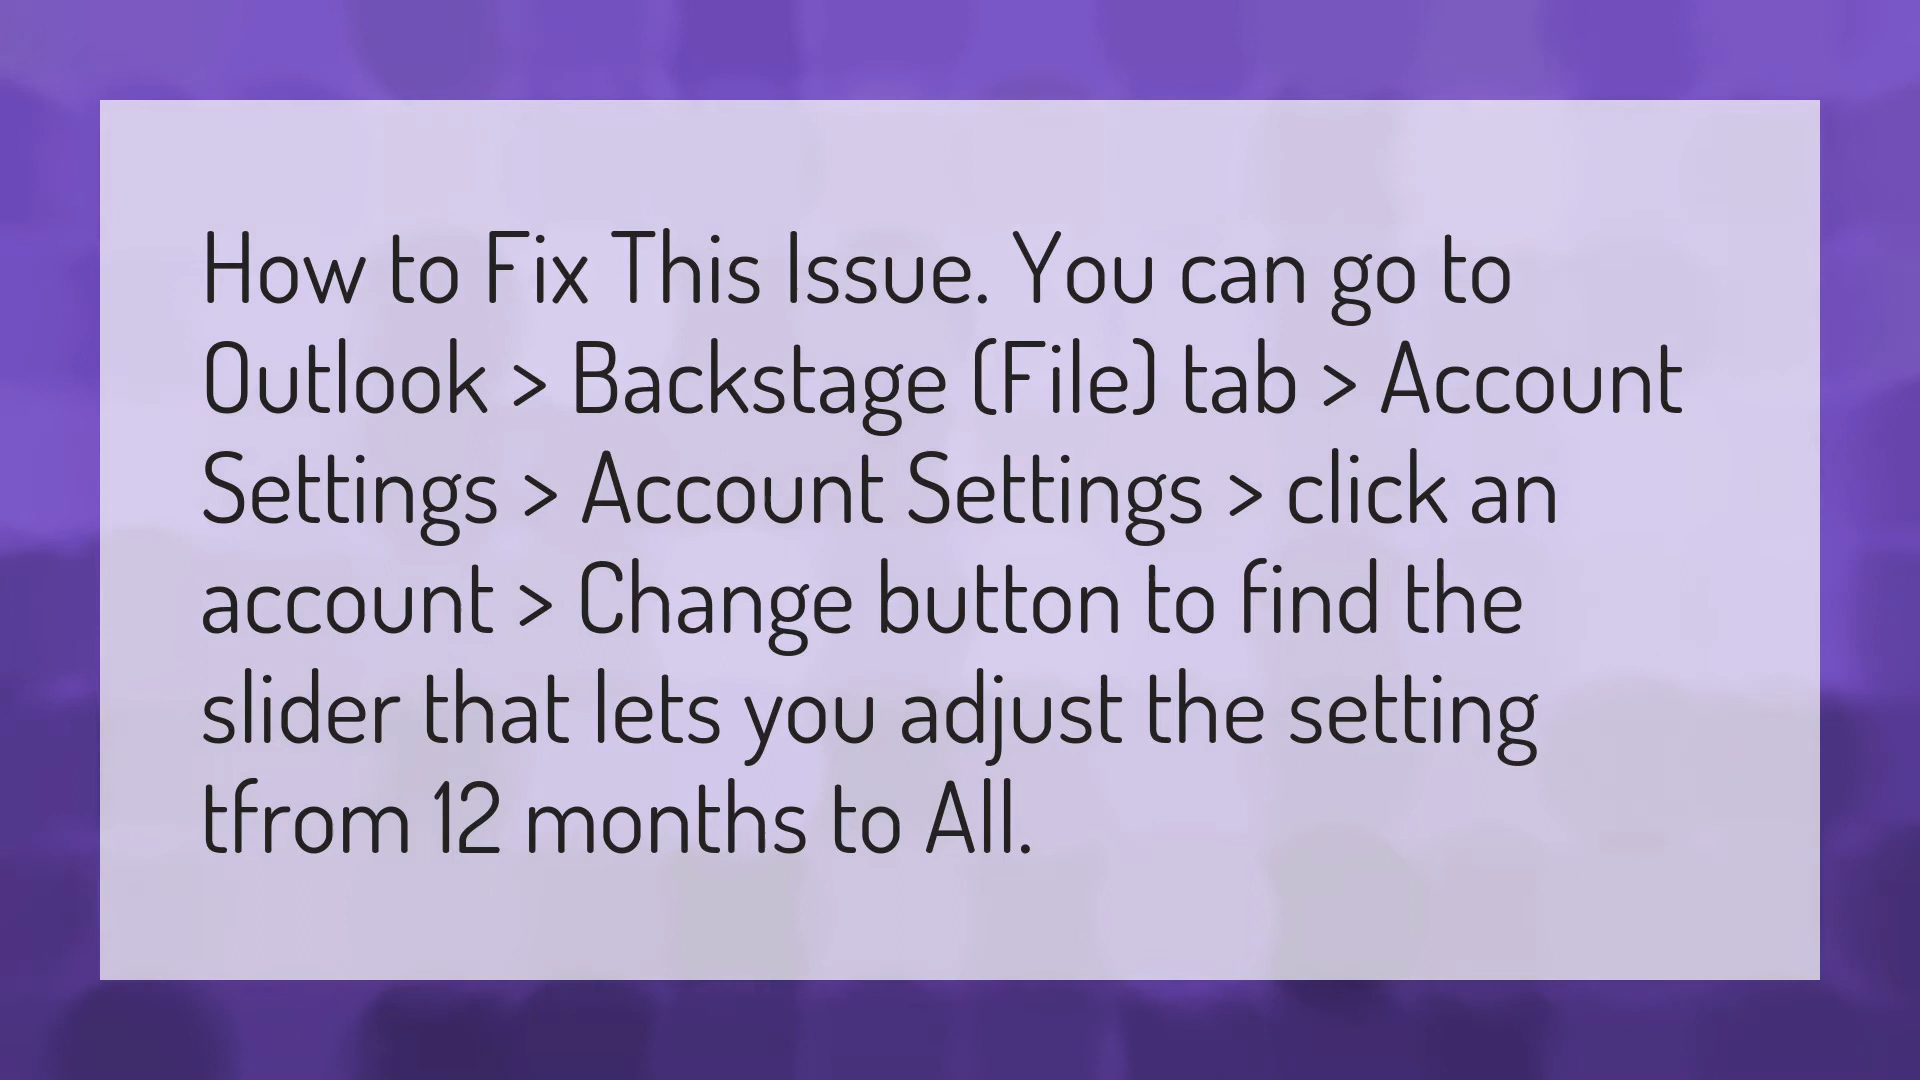 How to Fix This Issue. You can go to
Outlook > Backstage (File) tab > Account
Settings > Account Settings > click an
account > Change button to find the
slider that lets you adjust the setting
tfrom 12 months to All.